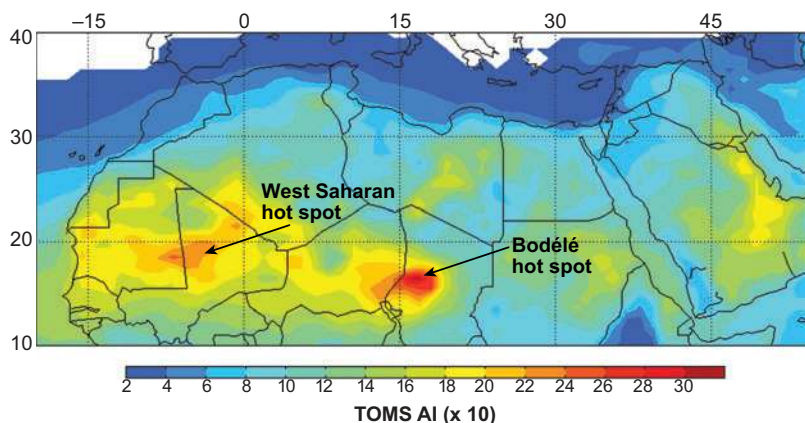 –15 0 15 30 45
40
30
20
10
West Saharan
hot spot
Bodélé
hot spot
2 4 6 8 10 12 14 16 18 20 22 24 26 28 30
TOMS AI (x 10)